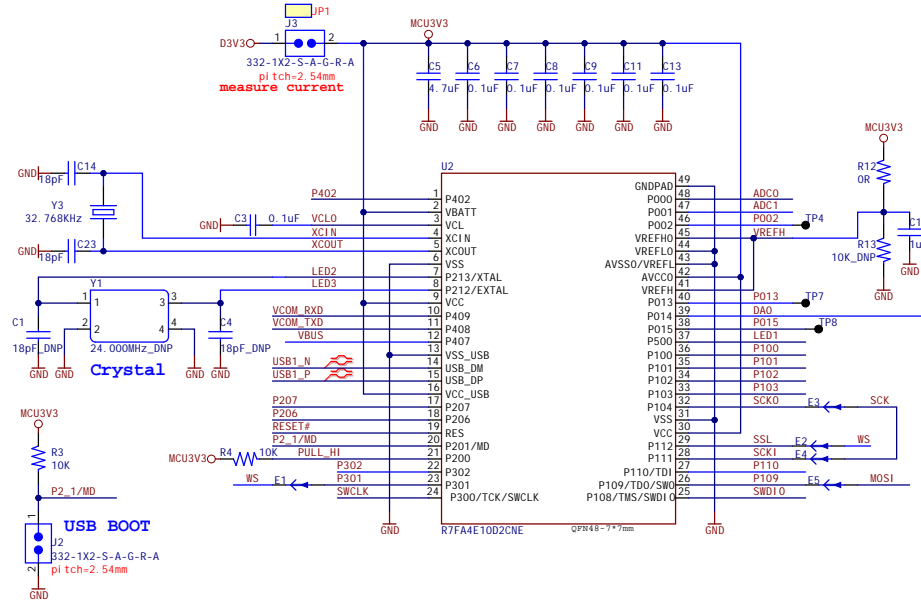 JP1
J3
D3V3
1
2
332-1X2-S-A-G-R-A
pitch=2.54mm
measure current
MCU3V3
C5
4.7uF
C6
0.1uF
C7
0.1uF
C8
0.1uF
C9
0.1uF
C11
0.1uF
C13
0.1uF
GND GND GND GND GND GND GND
MCU3V3
R12
0R
R13
10K_DNP
1u
GND
GND
GND
C14
18pF
Y3
32.768KHz
C23
18pF
GND
P402
GND
C3
0.1uF
VCL0
XCIN
XCOUT
LED2
LED3
Y1
1
2
3
4
24.000MHz_DNP
Crystal
C1
18pF_DNP
C4
18pF_DNP
GND GND GND GND
VCOM_RXD
VCOM_TXD
VBUS
USB1_N
USB1_P
P207
P206
RESET#
P2_1/MD
MCU3V3
R4
10K
PULL_HI
P302
WS
E1
P301
SWCLK
GND
U2
1 P402
2 VBATT
3 VCL
4 XCIN
5 XCOUT
6 VSS
7 P213/XTAL
8 P212/EXTAL
9 VCC
10 P409
11 P408
12 P407
13 VSS_USB
14 USB_DM
15 USB_DP
16 VCC_USB
17 P207
18 P206
19 RES
20 P201/MD
21 P200
22 P302
23 P301
24 P300/TCK/SWCLK
GNDPAD 49
P000 48 ADC0
P001 47 ADC1
P002 46 P002 TP4
VREFH0 45 VREFH
VREFL0 44
AVSS0/VREFL 43
AVCC0 42
VREFH 41
P013 40 P013 TP7
P014 39 DA0
P015 38 P015 TP8
P500 37 LED1
P100 36 P100
P101 35 P101
P102 34 P102
P103 33 P103
P104 32 SCK0 E3 SCK
VSS 31
VCC 30
P112 29 SSL E2 WS
P111 28 SCKI E4
P110/TDI 27 P110
P109/TDO/SWO 26 P109 E5 MOSI
P108/TMS/SWDIO 25 SWDIO
R7FA4E10D2CNE
QFN48-7*7mm
GND
MCU3V3
R3
10K
P2_1/MD
1
USB BOOT
J2
332-1X2-S-A-G-R-A
pitch=2.54mm
2
GND